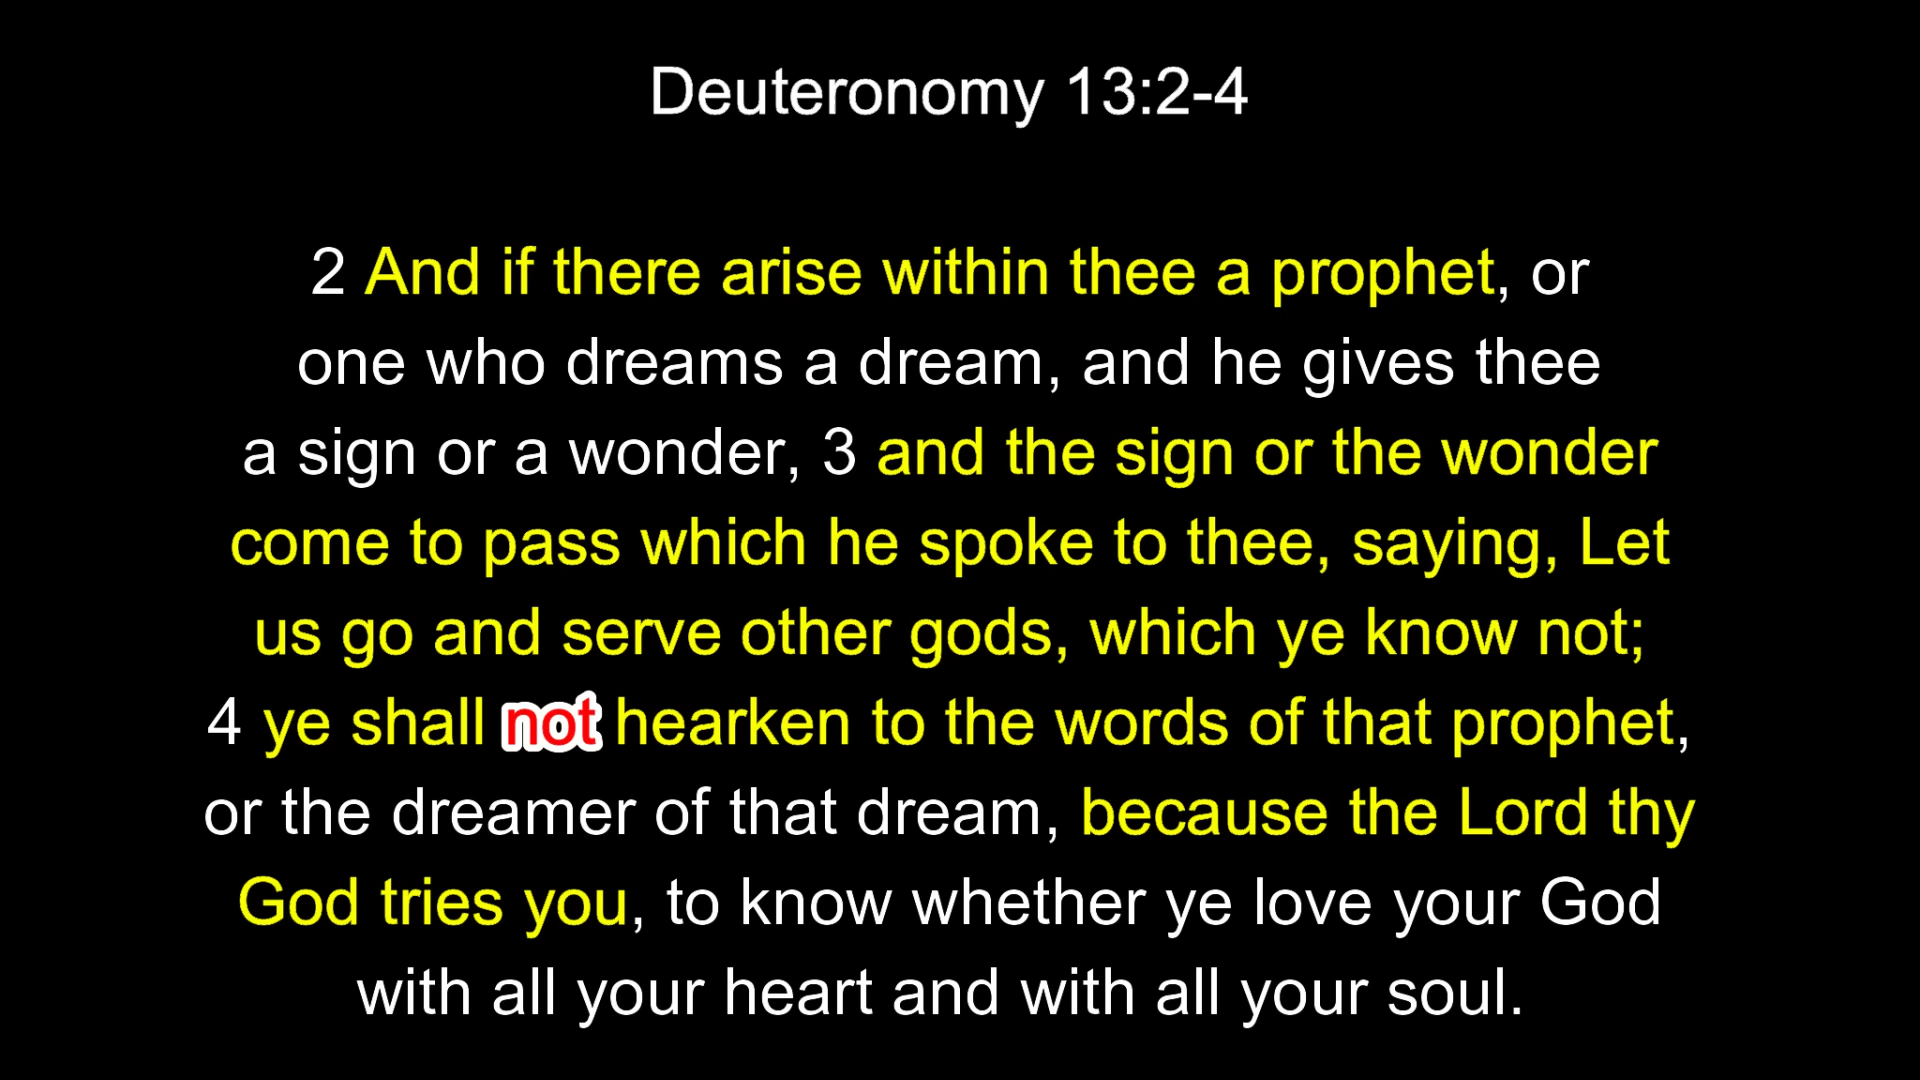 Deuteronomy 13:2-4
2 And if there arise within thee a prophet, or
one who dreams a dream, and he gives thee
a sign or a wonder, 3 and the sign or the wonder
come to pass which he spoke to thee, saying, Let
us go and serve other gods, which ye know not;
4 ye shall not hearken to the words of that prophet,
or the dreamer of that dream, because the Lord thy
God tries you, to know whether ye love your God
with all your heart and with all your soul.